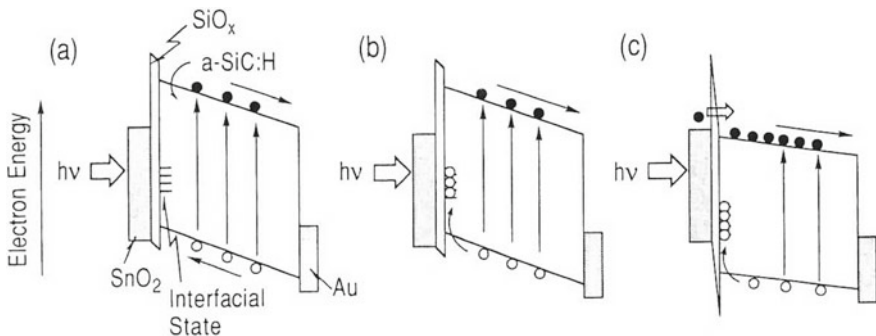 (a)
SiOₓ
a-SiC:H
(b)
(c)
Electron Energy
hν
hν
hν
SnO₂
Interfacial
State
Au